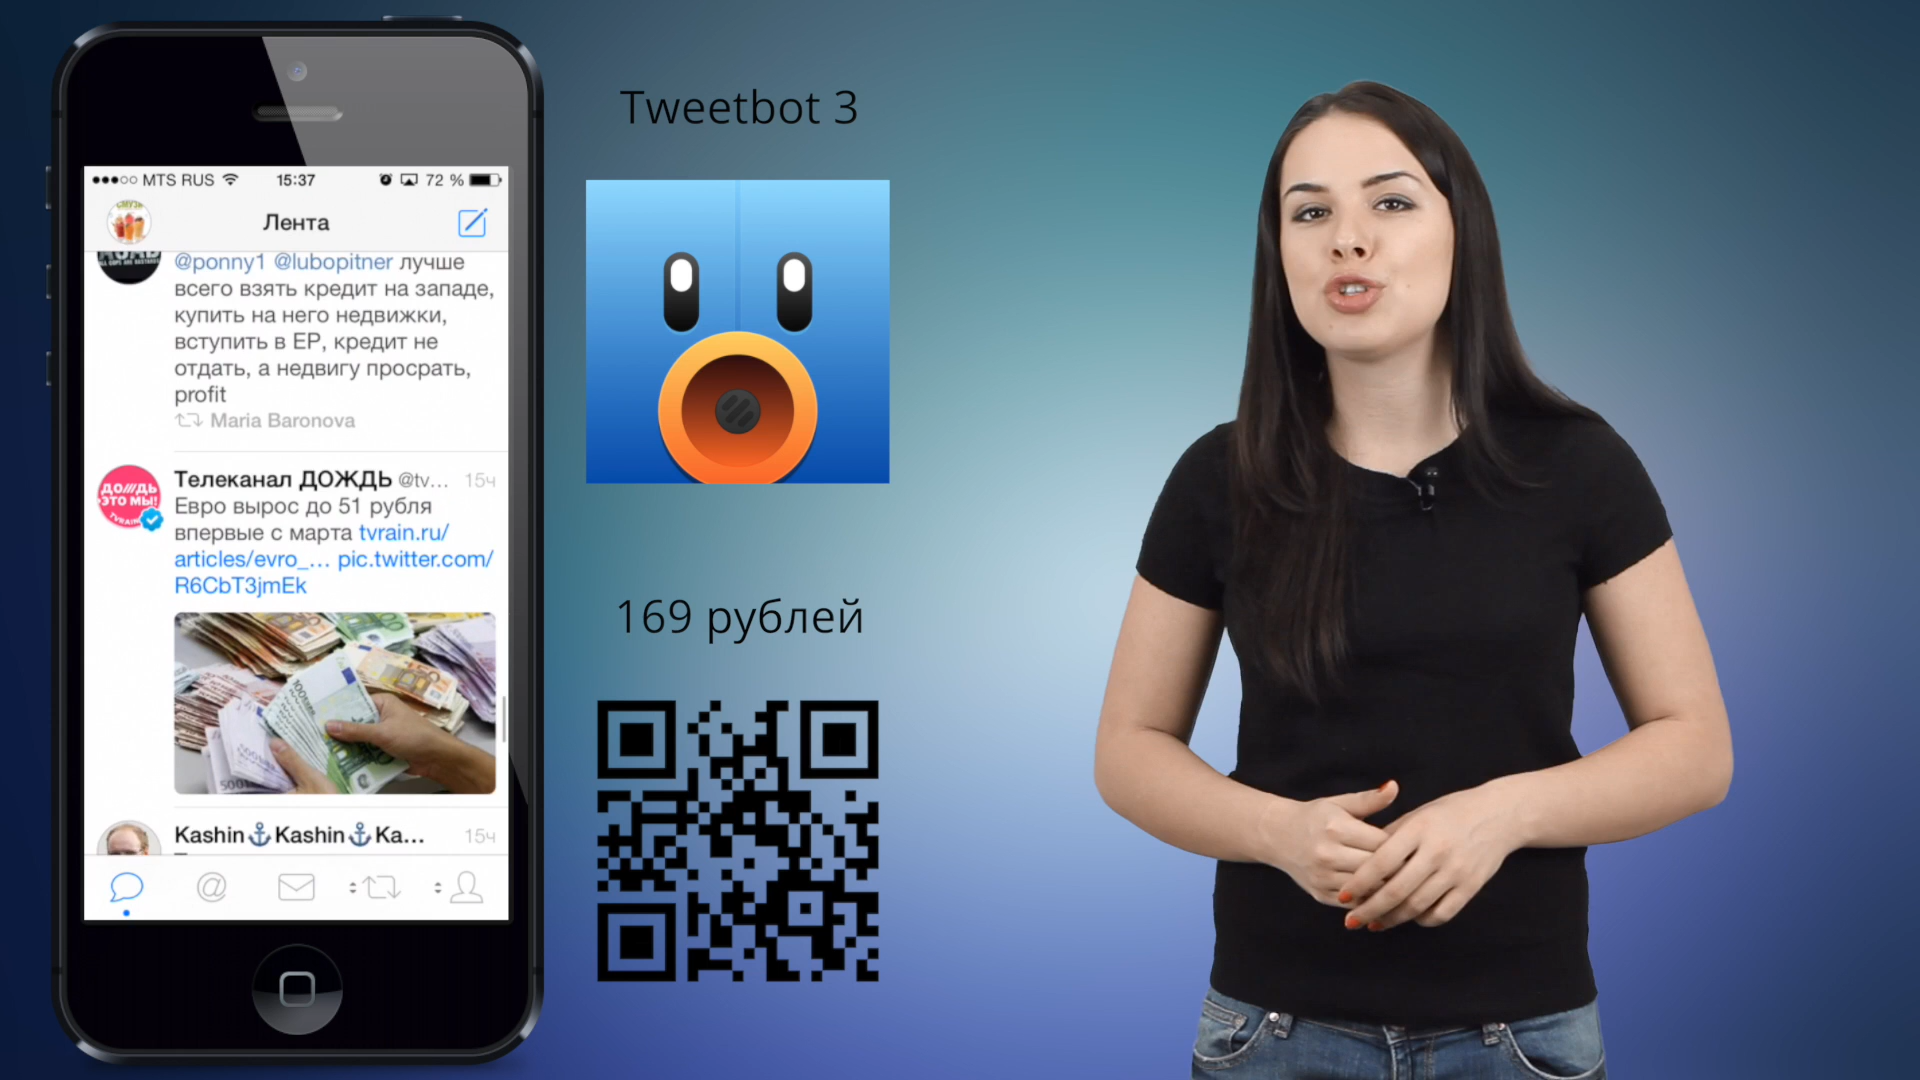 MTS RUS 15:37 72 %
Лента
@ponny1 @lubopitner лучше
всего взять кредит на западе,
купить на него недвижки,
вступить в ЕР, кредит не
отдать, а недвигу просрать,
profit
Maria Baronova
Телеканал ДОЖДЬ @tv... 15ч
Евро вырос до 51 рубля
впервые с марта tvrain.ru/
articles/evro_... pic.twitter.com/
R6CbT3jmEk
ДО///ДЬ
ЭТО МЫ!
TVRAIN
Kashin⚓Kashin⚓Ka... 15ч
Tweetbot 3
169 рублей